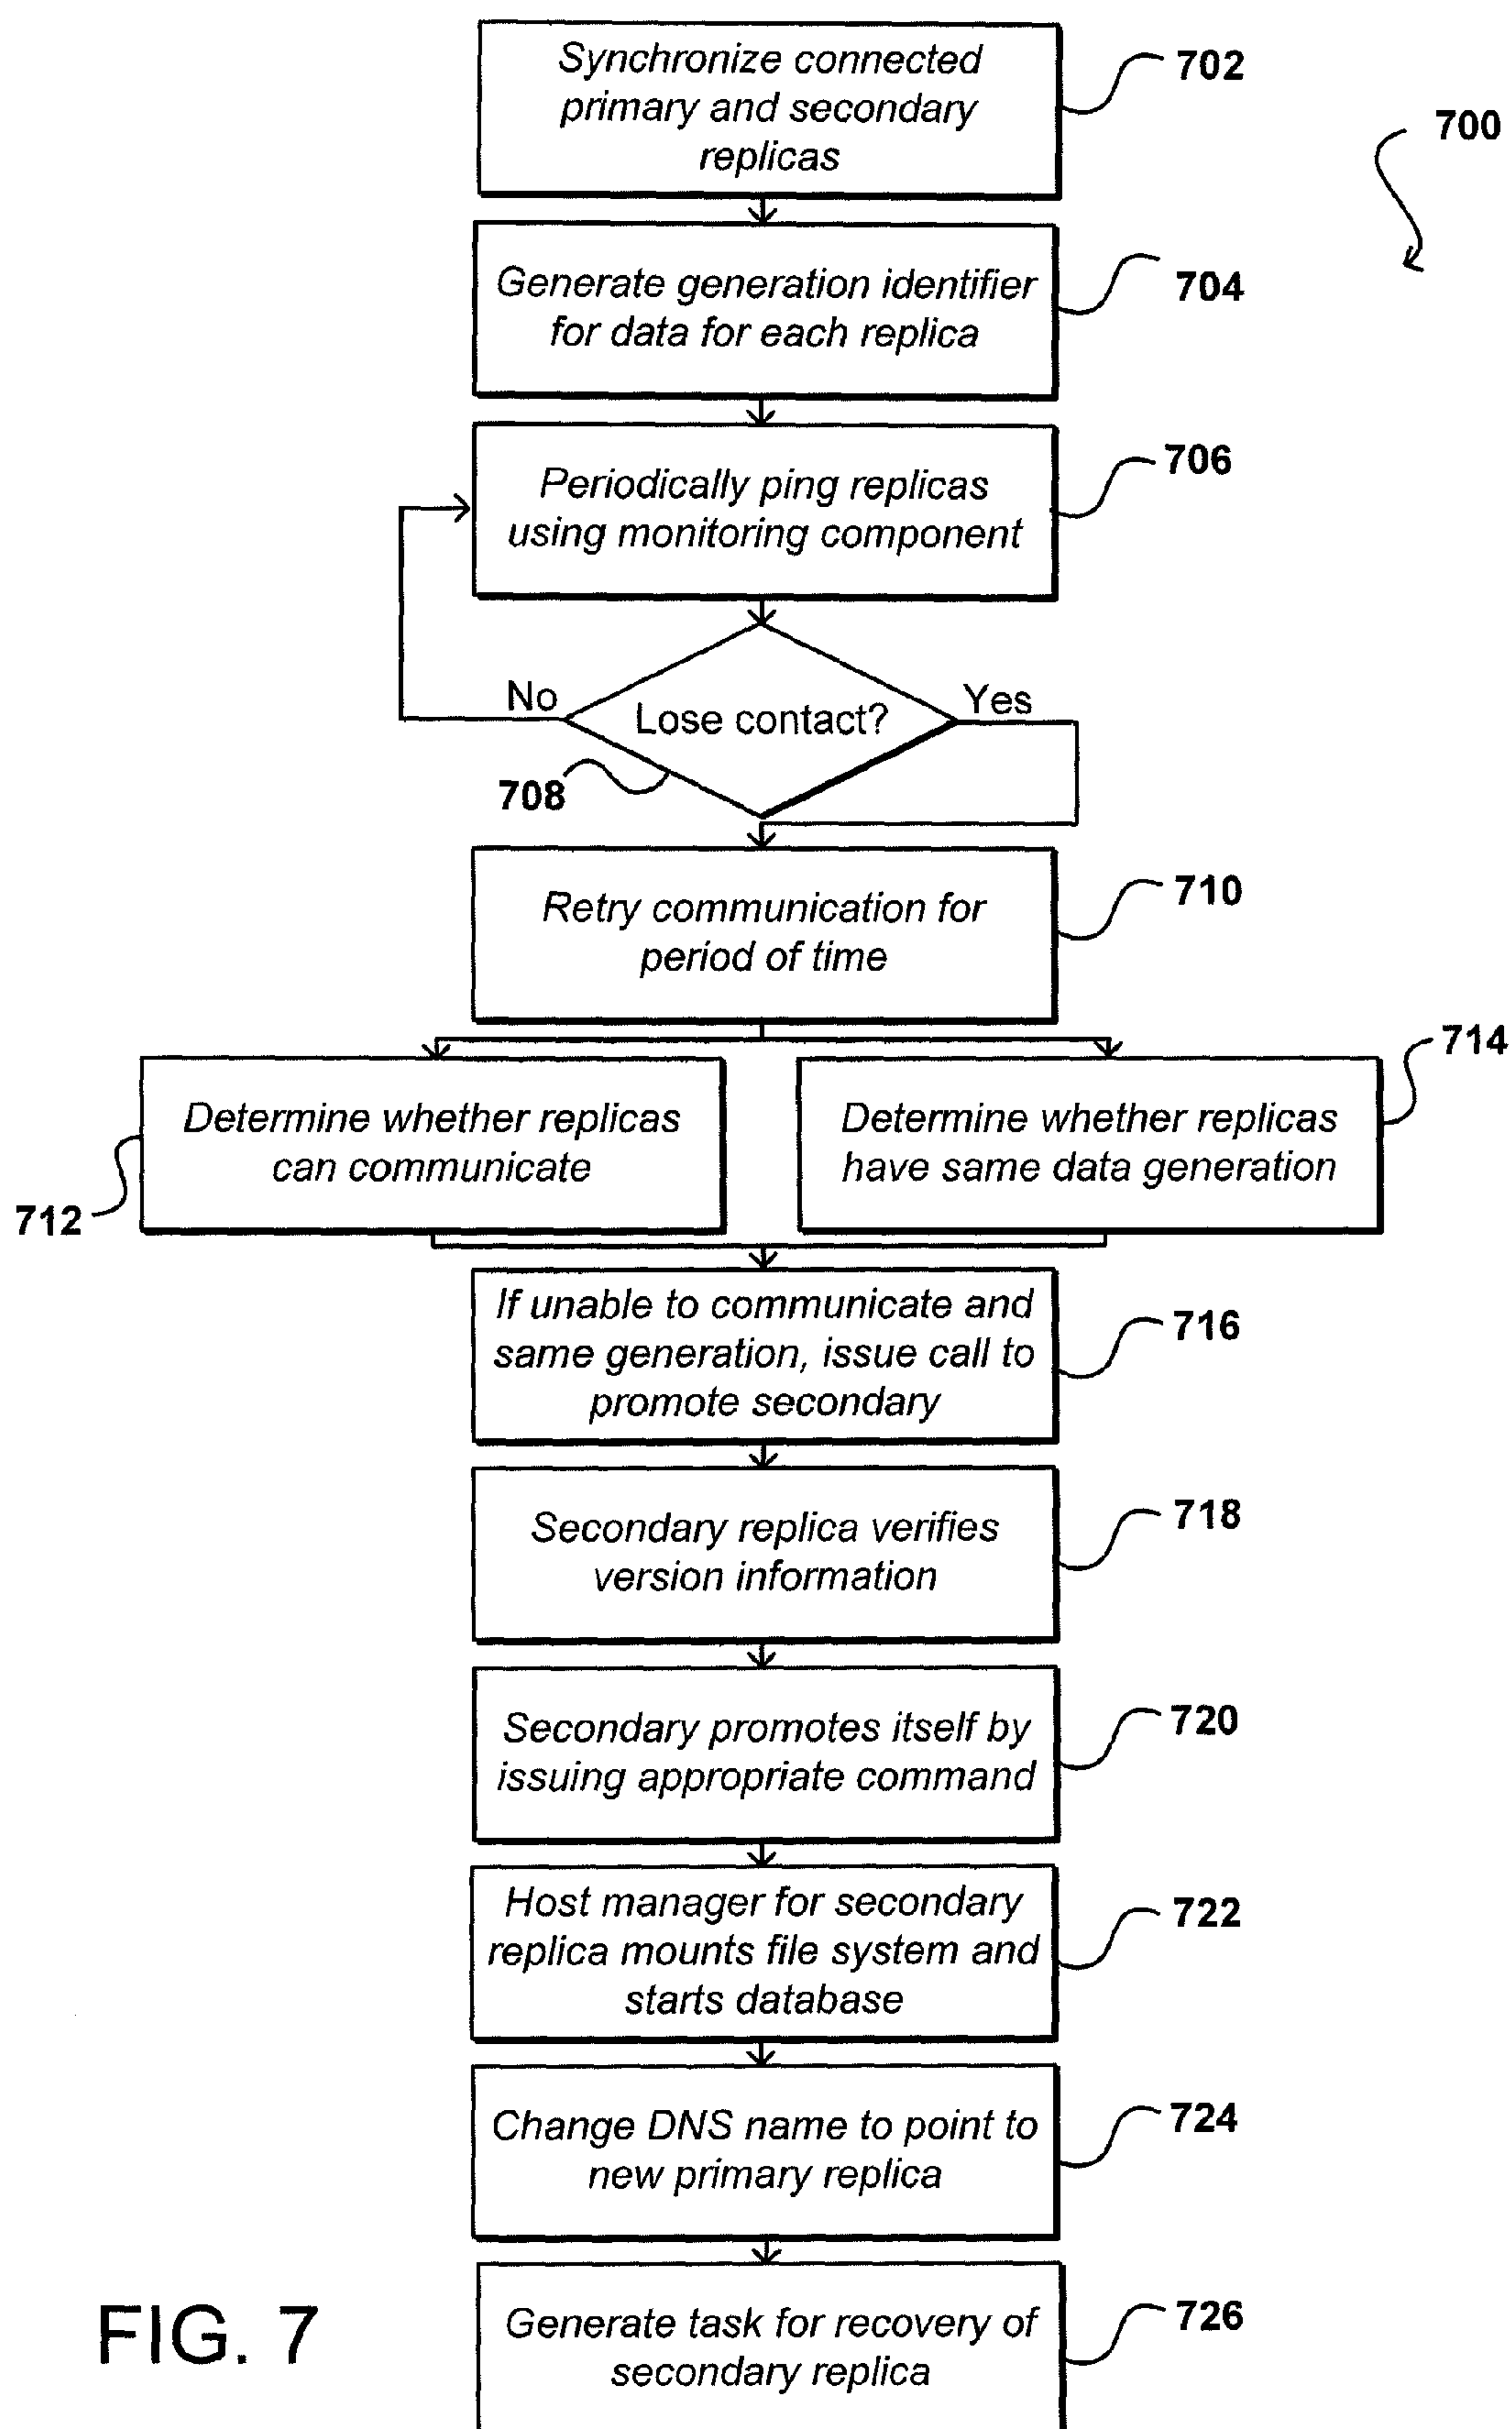 Synchronize connected
primary and secondary
replicas
702
700
Generate generation identifier
for data for each replica
704
Periodically ping replicas
using monitoring component
706
No
Lose contact?
Yes
708
Retry communication for
period of time
710
Determine whether replicas
can communicate
712
Determine whether replicas
have same data generation
714
If unable to communicate and
same generation, issue call to
promote secondary
716
Secondary replica verifies
version information
718
Secondary promotes itself by
issuing appropriate command
720
Host manager for secondary
replica mounts file system and
starts database
722
Change DNS name to point to
new primary replica
724
Generate task for recovery of
secondary replica
726
FIG. 7